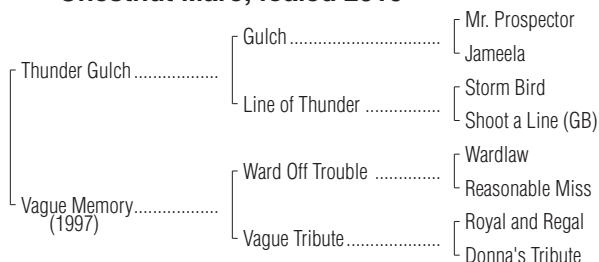 Chestnut Mare; foaled
Mr. Prospector
Gulch
Jameela
Thunder Gulch
Storm Bird
Line of Thunder
Shoot a Line (GB)
Wardlaw
Ward Off Trouble
Reasonable Miss
Vague Memory
(1997)
Royal and Regal
Vague Tribute
Donna's Tribute